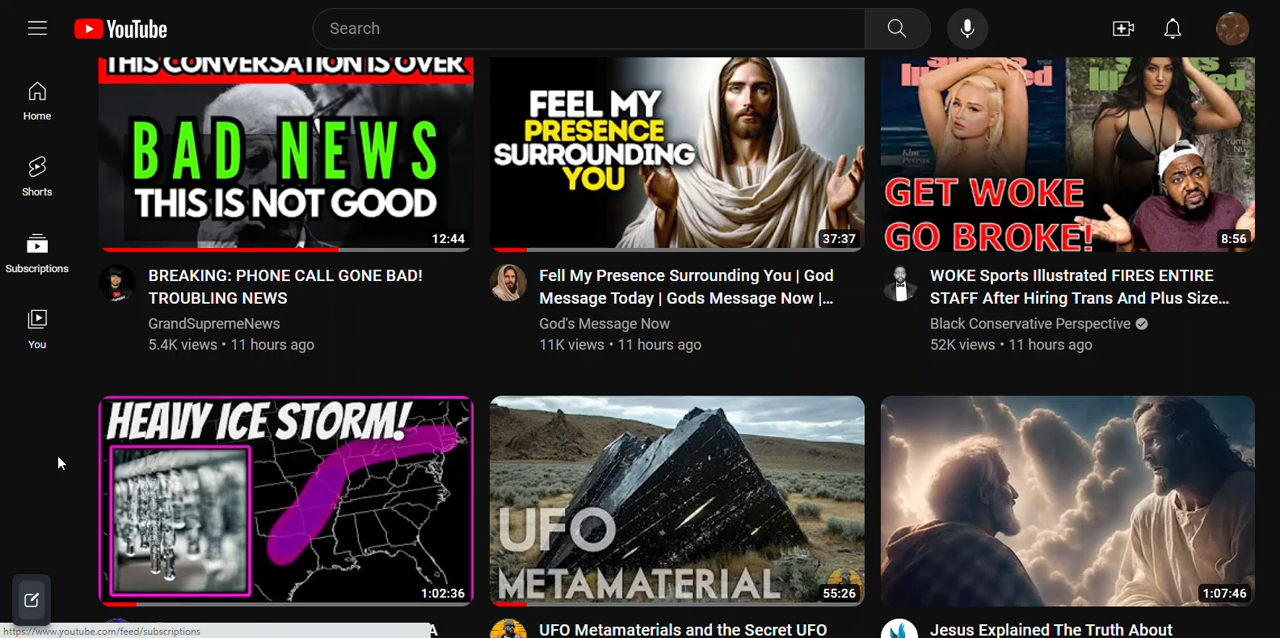 YouTube
Search
Home
Shorts
Subscriptions
You
THIS CONVERSATION IS OVER
BAD NEWS
THIS IS NOT GOOD
12:44
BREAKING: PHONE CALL GONE BAD!
TROUBLING NEWS
GrandSupremeNews
5.4K views • 11 hours ago
FEEL MY
PRESENCE
SURROUNDING
YOU
37:37
Fell My Presence Surrounding You | God
Message Today | Gods Message Now |...
God's Message Now
11K views • 11 hours ago
Sports
Illustrated
Kim
Petras
Yumi
Nu
GET WOKE
GO BROKE!
8:56
WOKE Sports Illustrated FIRES ENTIRE
STAFF After Hiring Trans And Plus Size...
Black Conservative Perspective
52K views • 11 hours ago
HEAVY ICE STORM!
1:02:36
A
UFO
METAMATERIAL
55:26
UFO Metamaterials and the Secret UFO
1:07:46
Jesus Explained The Truth About
https://www.youtube.com/feed/subscriptions